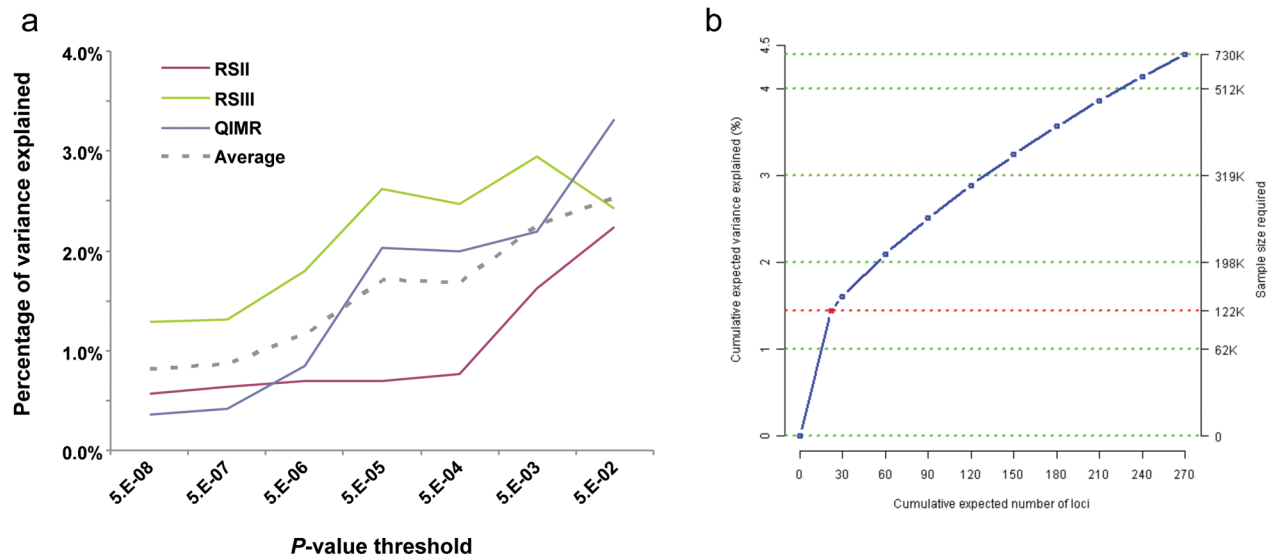 a
Percentage of variance explained
4.0%
3.0%
2.0%
1.0%
0.0%
RSII
RSIII
QIMR
Average
5.E-08
5.E-07
5.E-06
5.E-05
5.E-04
5.E-03
5.E-02
P-value threshold
b
Cumulative expected variance explained (%)
4.5
4
3
2
1
0
730K
512K
319K
198K
122K
62K
0
Sample size required
0 30 60 90 120 150 180 210 240 270
Cumulative expected number of loci